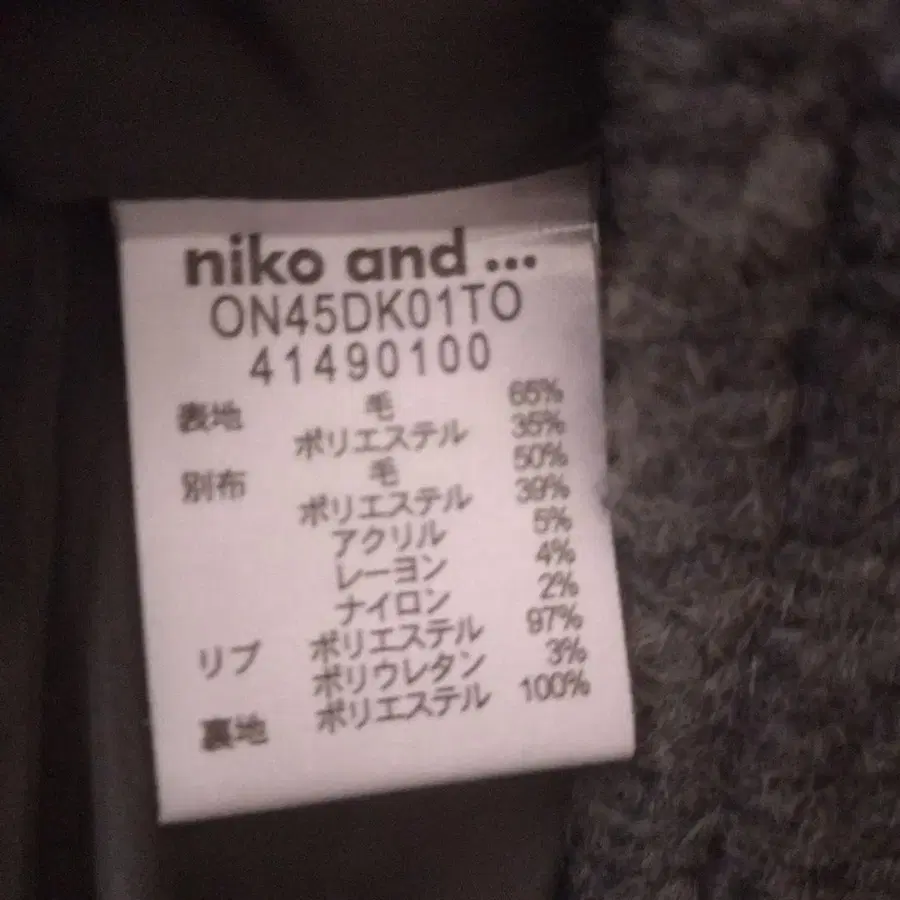 niko and ...
ON45DK01TO
41490100
表地 毛 65%
ポリエステル 35%
別布 毛 50%
ポリエステル 39%
アクリル 5%
レーヨン 4%
ナイロン 2%
リブ ポリエステル 97%
ポリウレタン 3%
裏地 ポリエステル 100%